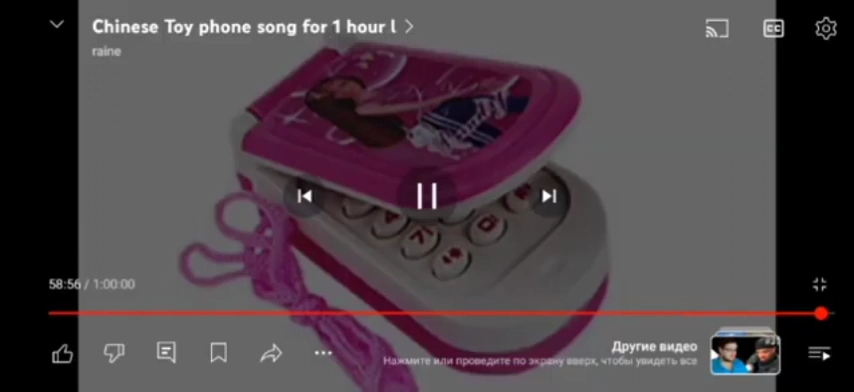 Chinese Toy phone song for 1 hour l
raine
CC
58:56 / 1:00:00
Другие видео
Нажмите или проведите по экрану вверх, чтобы увидеть все